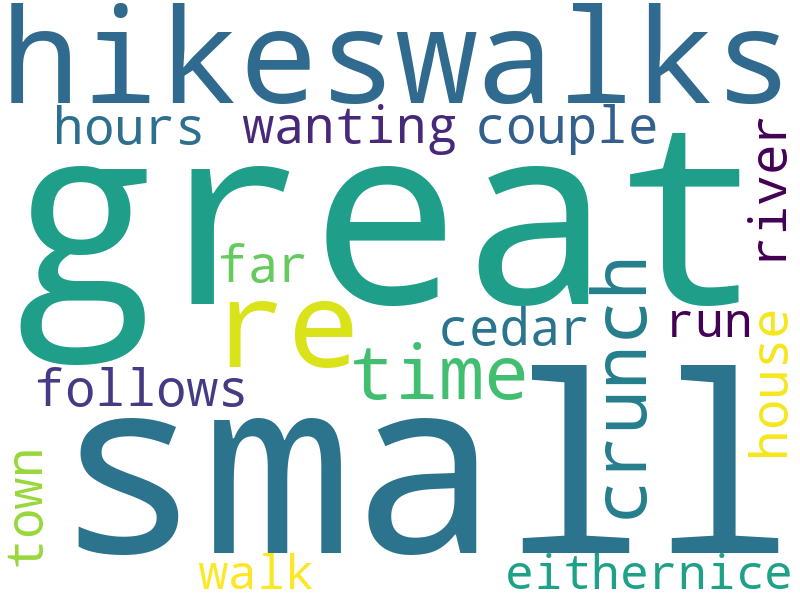 hikeswalks
hours wanting couple
river
great
far
re
crunch
cedar run
house
time
follows
small
town
walk eithernice